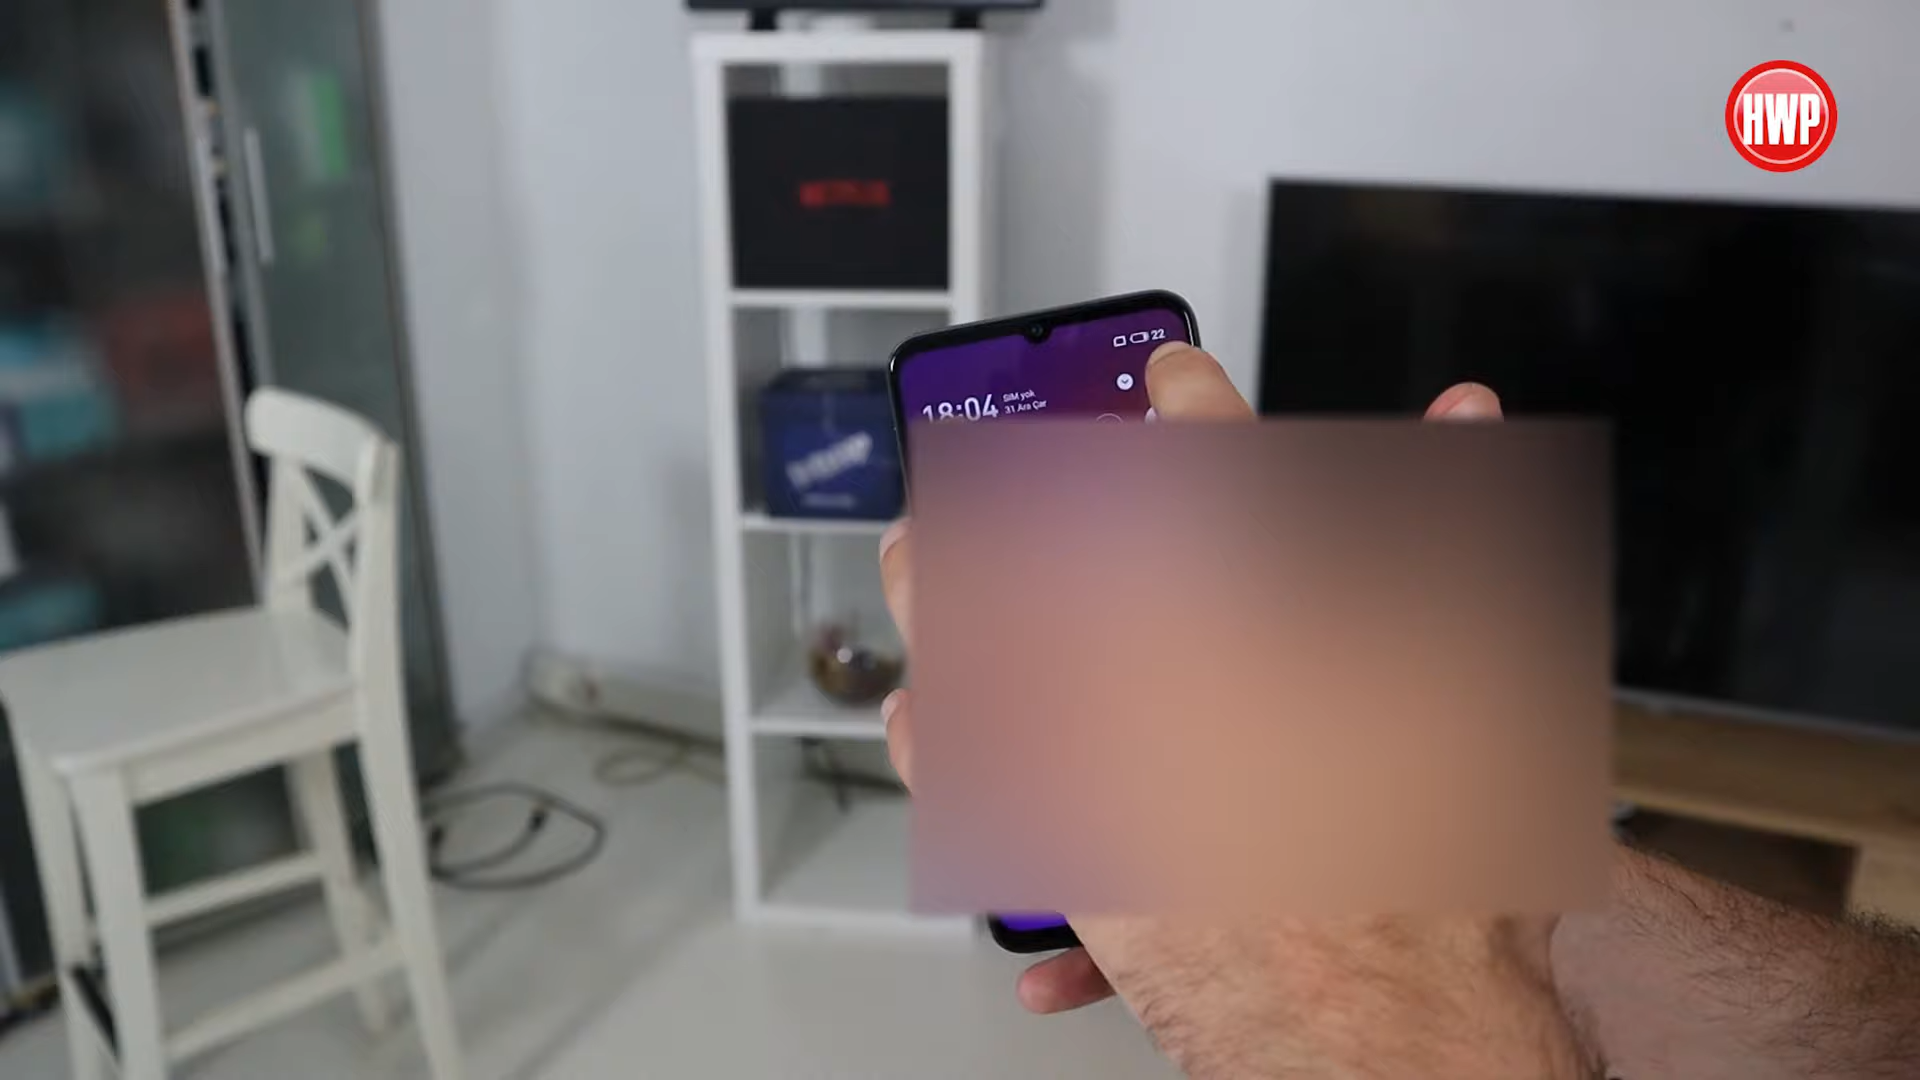 HWP
NETFLIX
22
18:04
SIM yok
31 Ara Çar